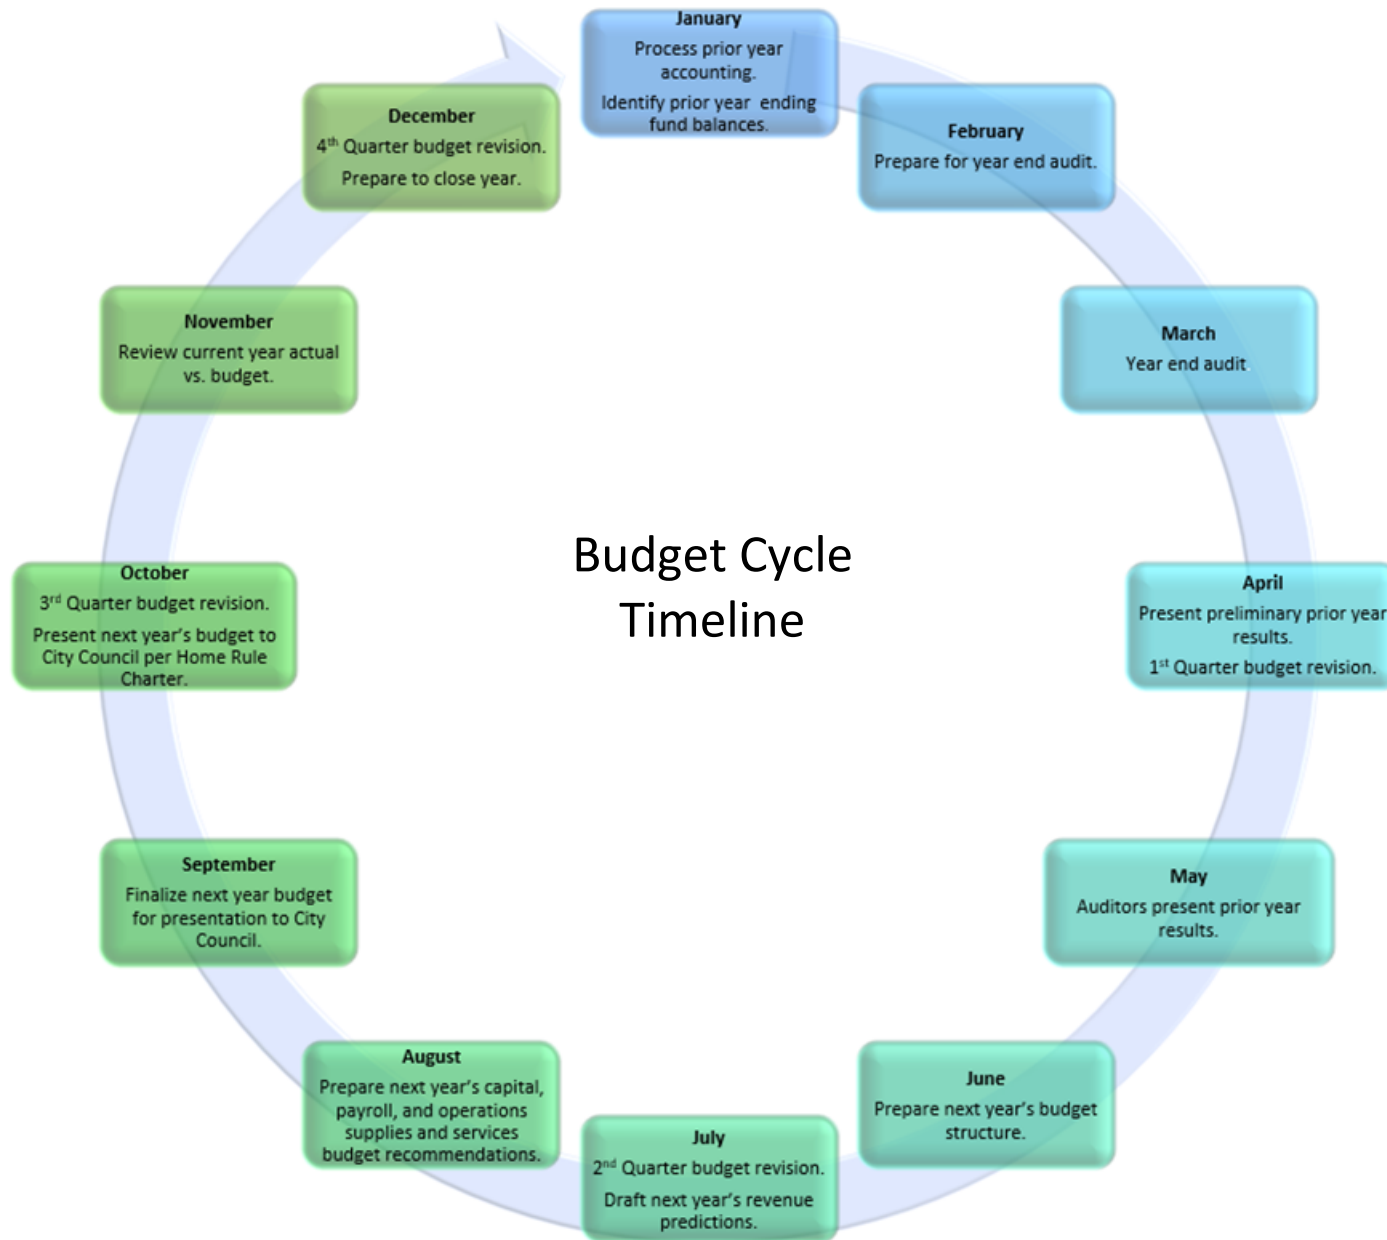 January
Process prior year
accounting.
Identify prior year ending
fund balances.
February
Prepare for year end audit.
March
Year end audit.
April
Present preliminary prior year
results.
1st Quarter budget revision.
May
Auditors present prior year
results.
June
Prepare next year's budget
structure.
July
2nd Quarter budget revision.
Draft next year's revenue
predictions.
August
Prepare next year's capital,
payroll, and operations
supplies and services
budget recommendations.
September
Finalize next year budget
for presentation to City
Council.
October
3rd Quarter budget revision.
Present next year's budget to
City Council per Home Rule
Charter.
November
Review current year actual
vs. budget.
December
4th Quarter budget revision.
Prepare to close year.
Budget Cycle
Timeline